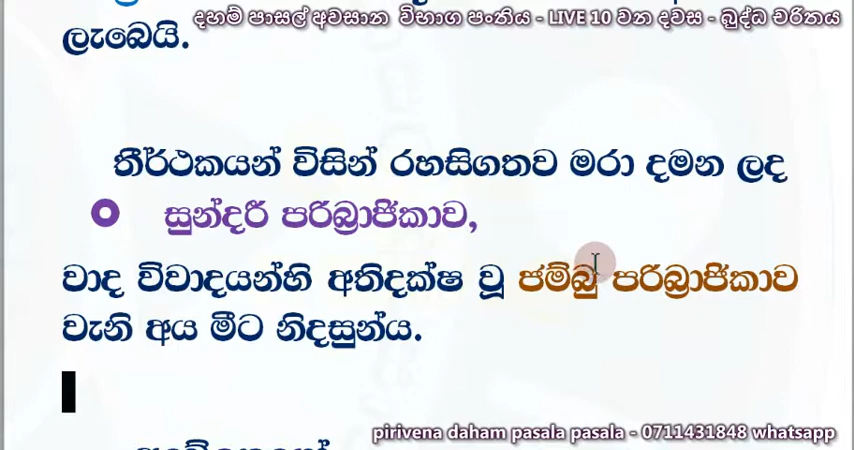 දහම් පාසල් අවසාන විභාග පංතිය - LIVE 10 වන දවස - බුද්ධ චරිතය
ලැබෙයි.
තීර්ථකයන් විසින් රහසිගතව මරා දමන ලද
සුන්දරී පරිබ්‍රාජිකාව,
වාද විවාදයන්හි අතිදක්ෂ වූ ජම්බු පරිබ්‍රාජිකාව
වැනි අය මීට නිදසුන්ය.
pirivena daham pasala pasala - 0711431848 whatsapp